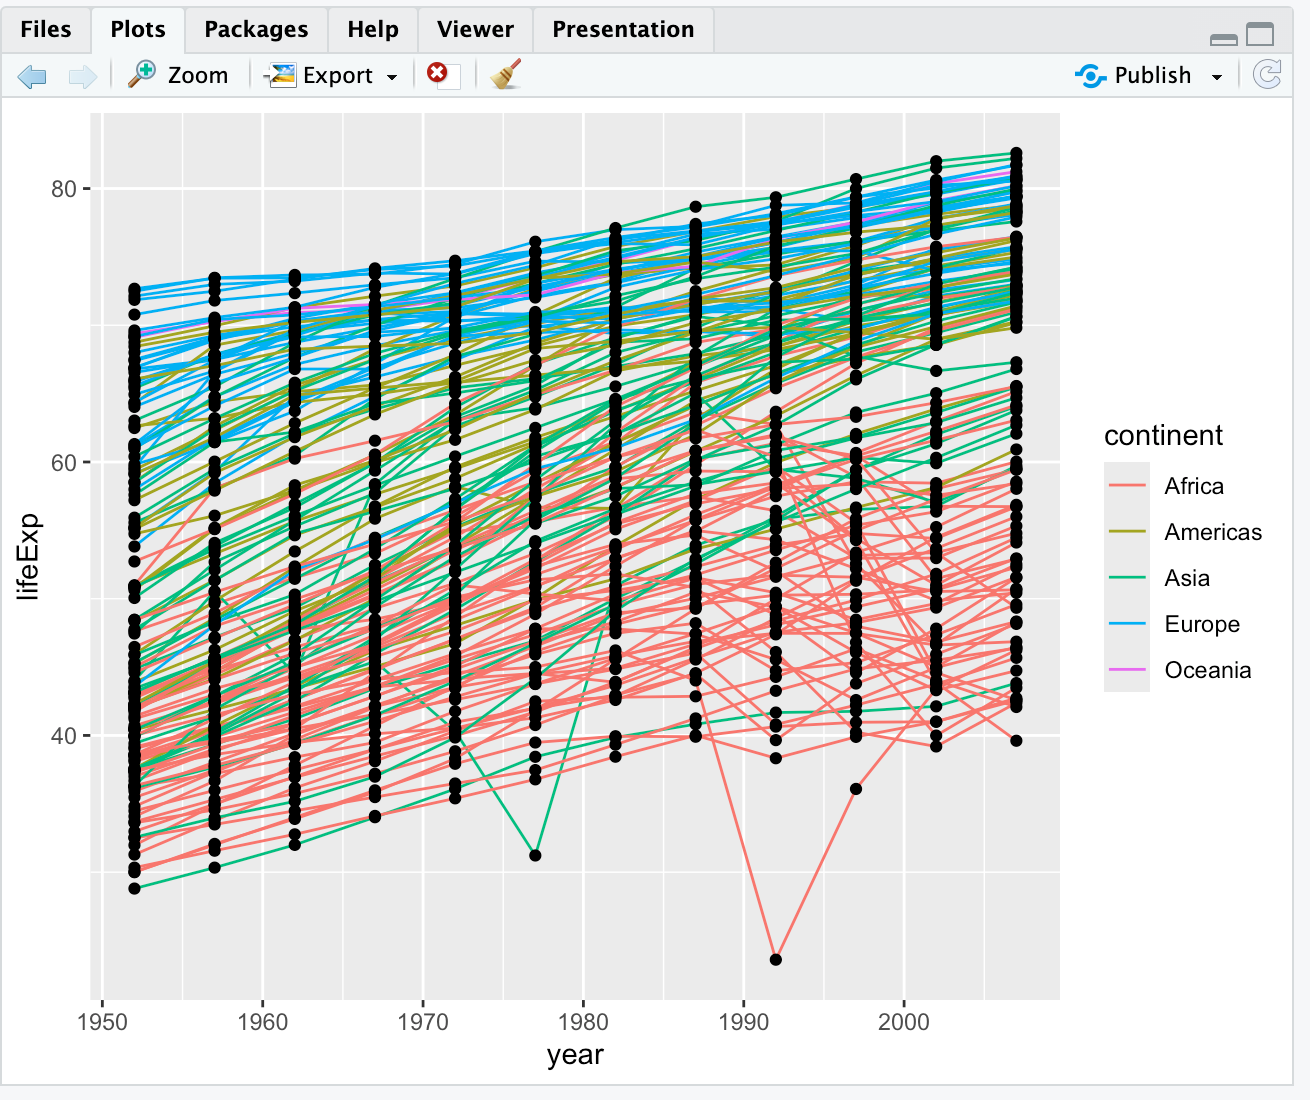 Files Plots Packages Help Viewer Presentation
Zoom Export Publish
80
60
40
lifeExp
1950 1960 1970 1980 1990 2000
year
continent
Africa
Americas
Asia
Europe
Oceania